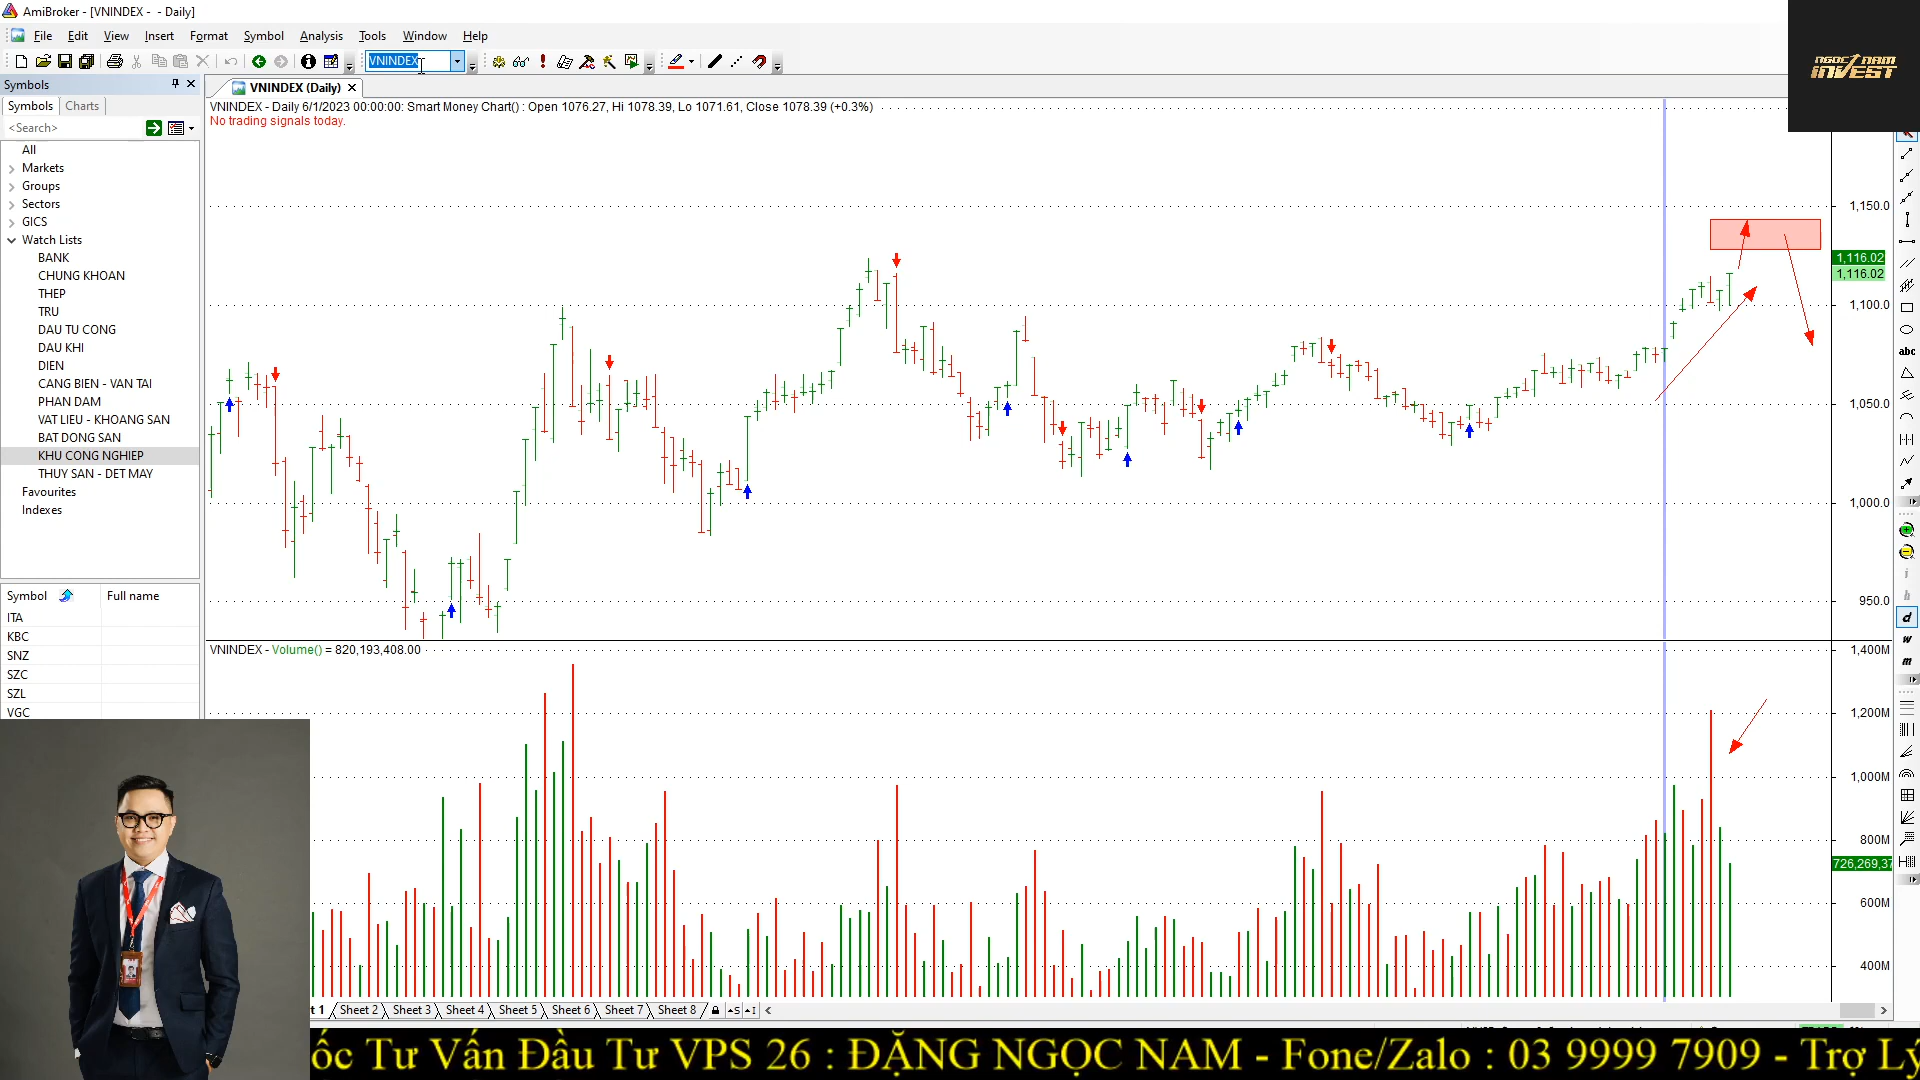 AmiBroker - [VNINDEX - - Daily]
File Edit View Insert Format Symbol Analysis Tools Window Help
VNINDEX
NGOC NAM
INVEST
Symbols
Symbols Charts
<Search>
All
Markets
Groups
Sectors
GICS
Watch Lists
BANK
CHUNG KHOAN
THEP
TRU
DAU TU CONG
DAU KHI
DIEN
CANG BIEN - VAN TAI
PHAN DAM
VAT LIEU - KHOANG SAN
BAT DONG SAN
KHU CONG NGHIEP
THUY SAN - DET MAY
Favourites
Indexes
Symbol Full name
ITA
KBC
SNZ
SZC
SZL
VGC
VNINDEX (Daily)
VNINDEX - Daily 6/1/2023 00:00:00: Smart Money Chart() : Open 1076.27, Hi 1078.39, Lo 1071.61, Close 1078.39 (+0.3%)
No trading signals today.
1,150.0
1,116.02
1,116.02
1,100.0
1,050.0
1,000.0
950.0
VNINDEX - Volume() = 820,193,408.00
1,400M
1,200M
1,000M
800M
726,269,37
600M
400M
abc
i
h
d
w
m
t 1 Sheet 2 Sheet 3 Sheet 4 Sheet 5 Sheet 6 Sheet 7 Sheet 8
ốc Tư Vấn Đầu Tư VPS 26 : ĐẶNG NGỌC NAM - Fone/Zalo : 03 9999 7909 - Trợ Lý